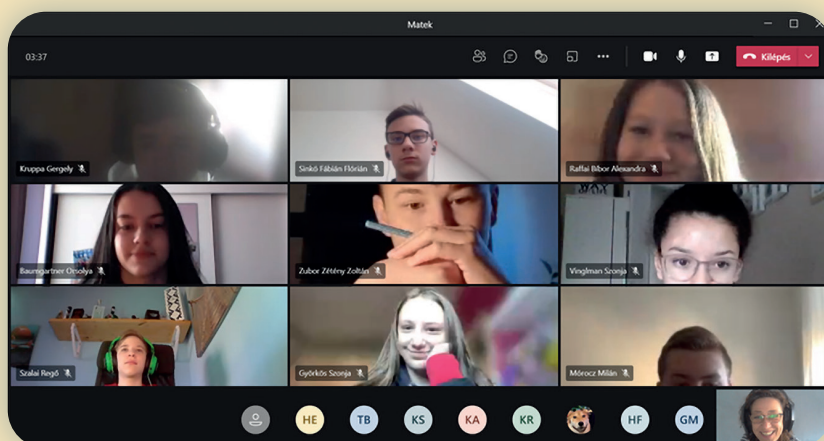 Matek
03:37
Kilépés
Kruppa Gergely
Sinkó Fábián Flórián
Raffai Bíbor Alexandra
Baumgartner Orsolya
Zubor Zétény Zoltán
Vinglman Szonja
Szalai Regő
Györkös Szonja
Mórocz Milán
HE
TB
KS
KA
KR
HF
GM